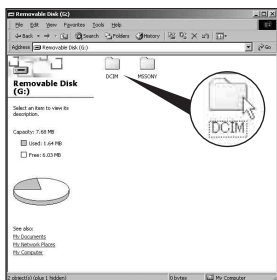 Removable Disk (G:)
File Edit View Favorites Tools Help
Back Search Folders History
Address Removable Disk (G:) Go
DCIM MSSONY
Removable Disk
(G:)
Select an item to view its
description.
Capacity: 7.68 MB
Used: 1.64 MB
Free: 6.03 MB
DCIM
See also:
My Documents
My Network Places
My Computer
2 object(s) (plus 1 hidden) 0 bytes My Computer